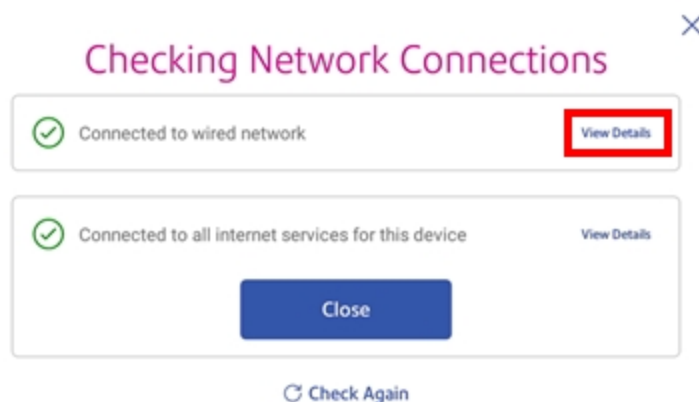 Checking Network Connections
Connected to wired network
View Details
Connected to all internet services for this device
View Details
Close
Check Again